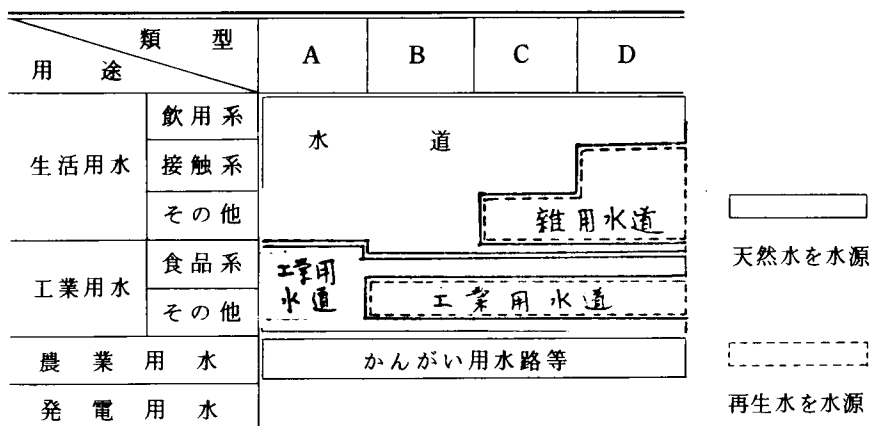 類型
用途
A B C D
生活用水
飲用系
接触系
その他
水道
雑用水道
工業用水
食品系
その他
工業用
水道
工業用水道
農業用水
かんがい用水路等
発電用水
天然水を水源
再生水を水源